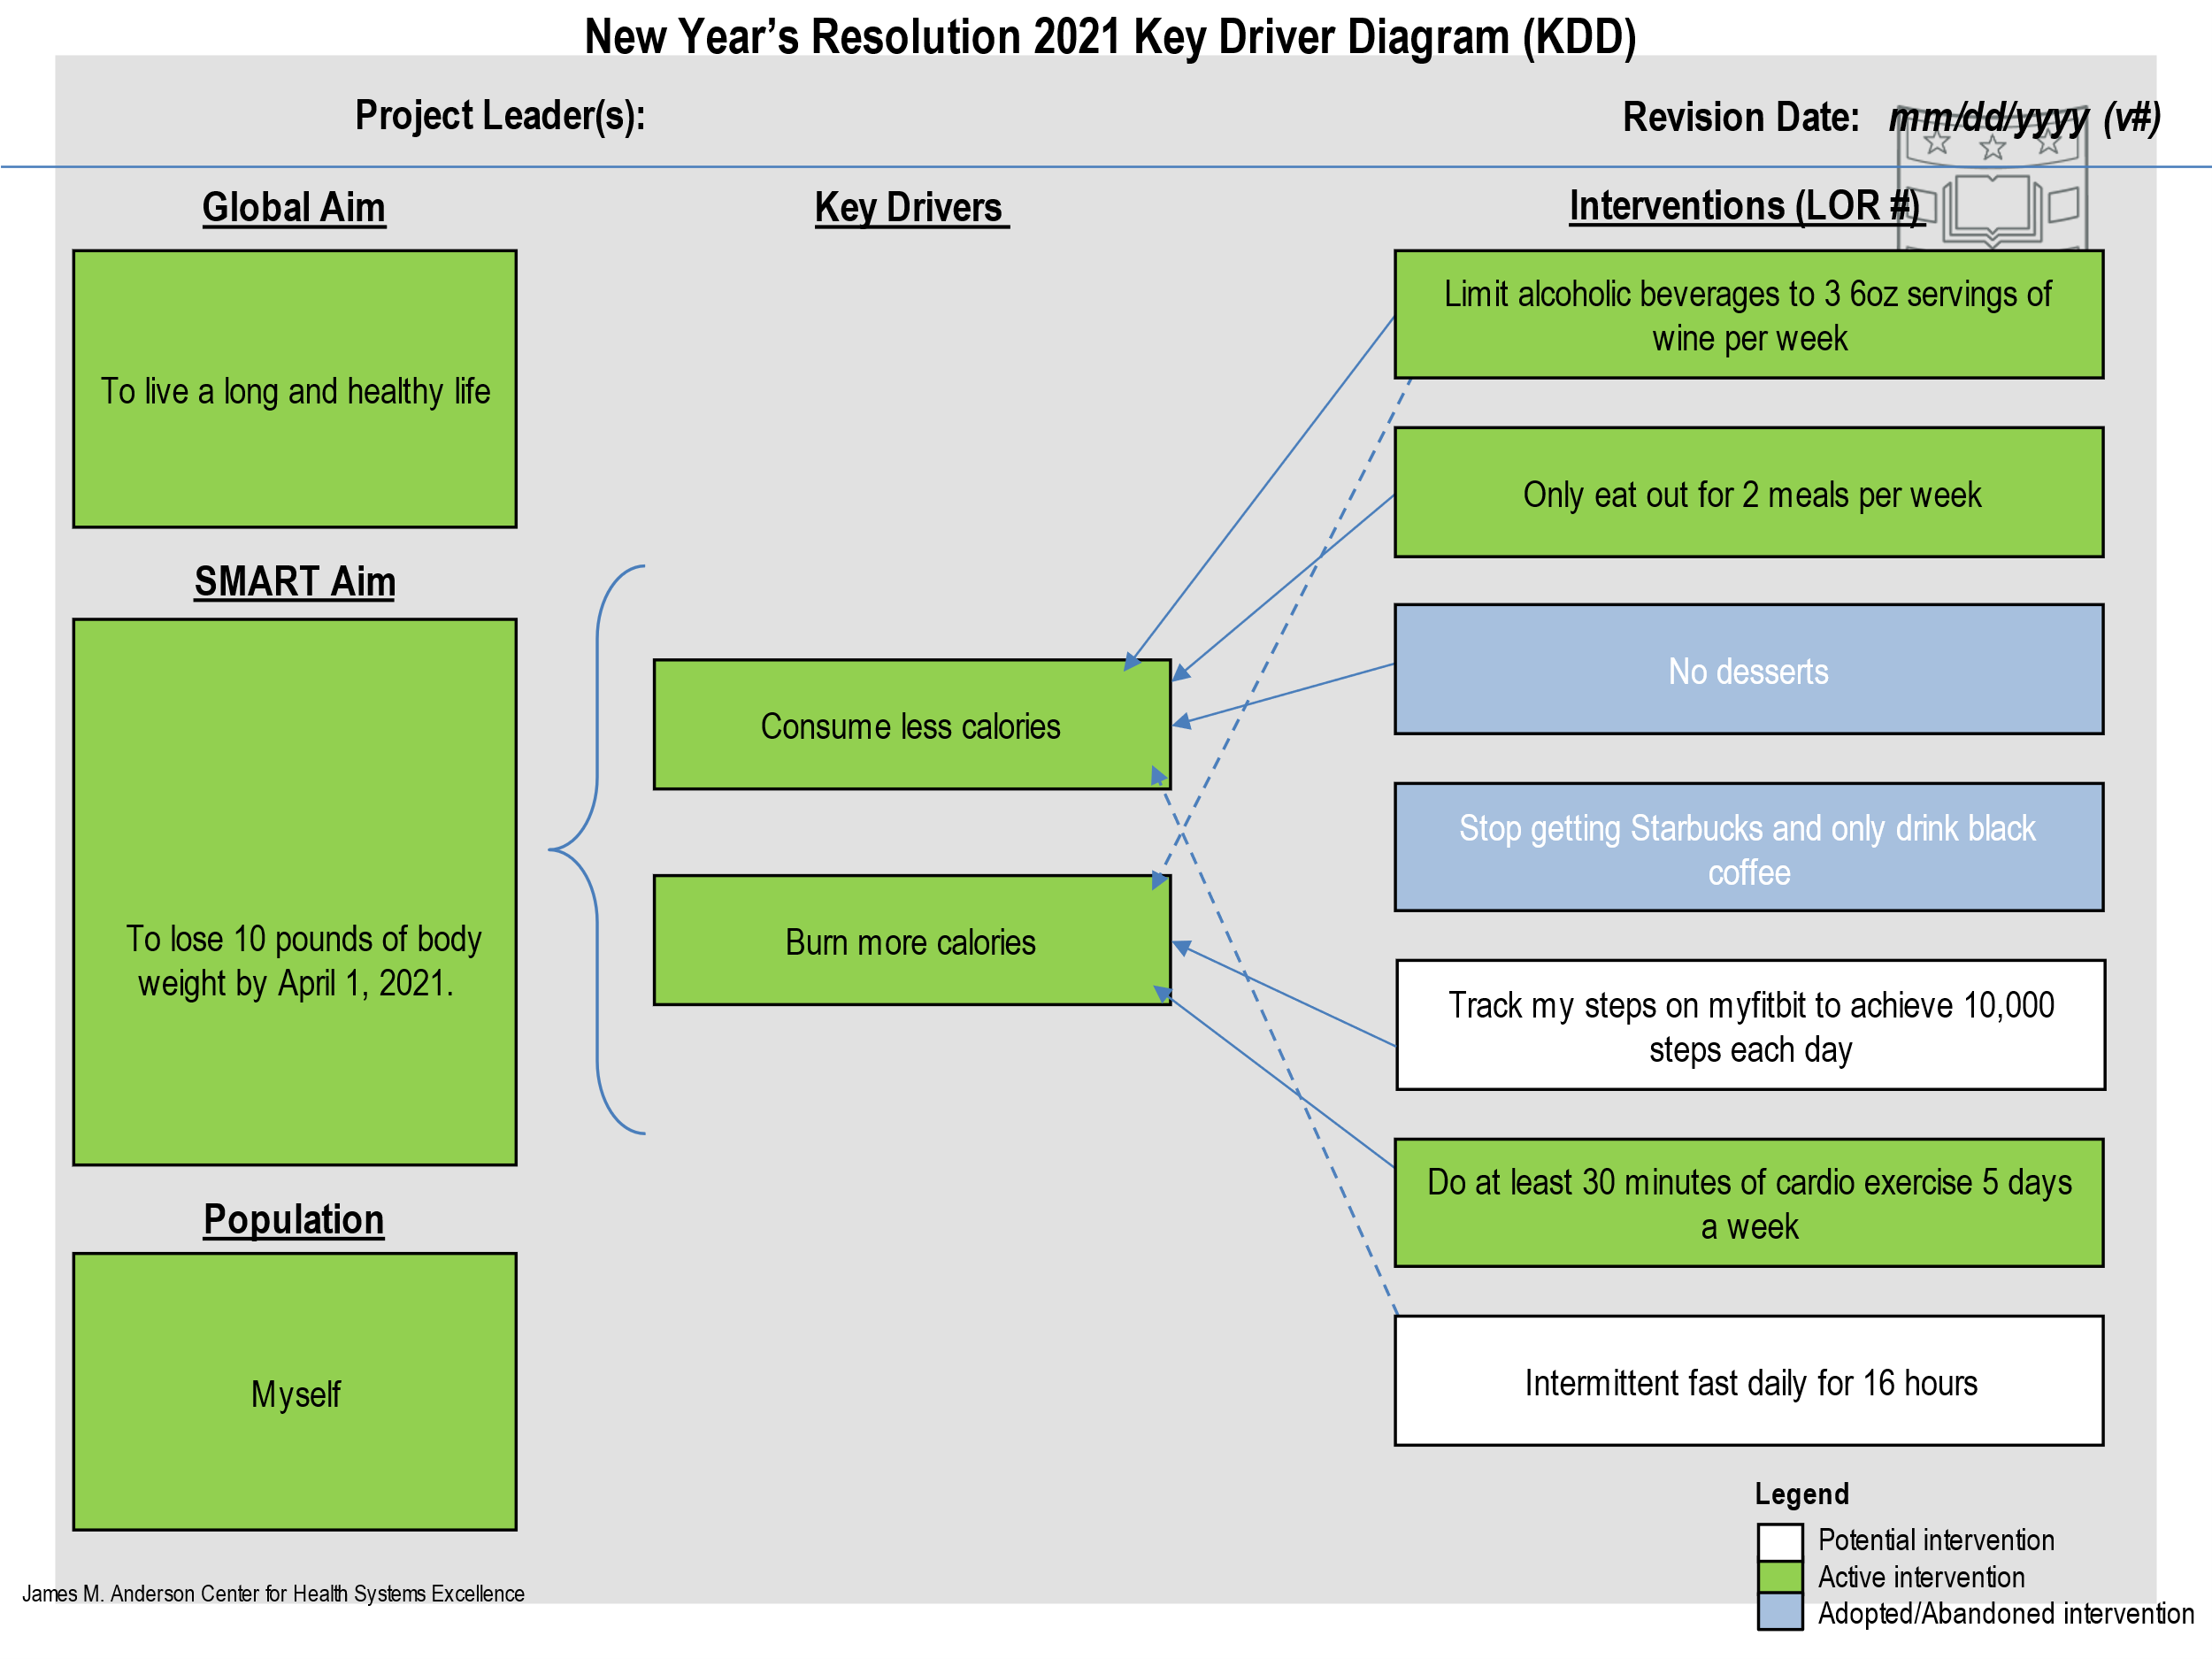 New Year’s Resolution 2021 Key Driver Diagram (KDD)
Project Leader(s):
Revision Date: mm/dd/yyyy (v#)
Global Aim
To live a long and healthy life
SMART Aim
To lose 10 pounds of body
weight by April 1, 2021.
Population
Myself
Key Drivers
Consume less calories
Burn more calories
Interventions (LOR #)
Limit alcoholic beverages to 3 6oz servings of
wine per week
Only eat out for 2 meals per week
No desserts
Stop getting Starbucks and only drink black
coffee
Track my steps on myfitbit to achieve 10,000
steps each day
Do at least 30 minutes of cardio exercise 5 days
a week
Intermittent fast daily for 16 hours
Legend
Potential intervention
Active intervention
Adopted/Abandoned intervention
James M. Anderson Center for Health Systems Excellence